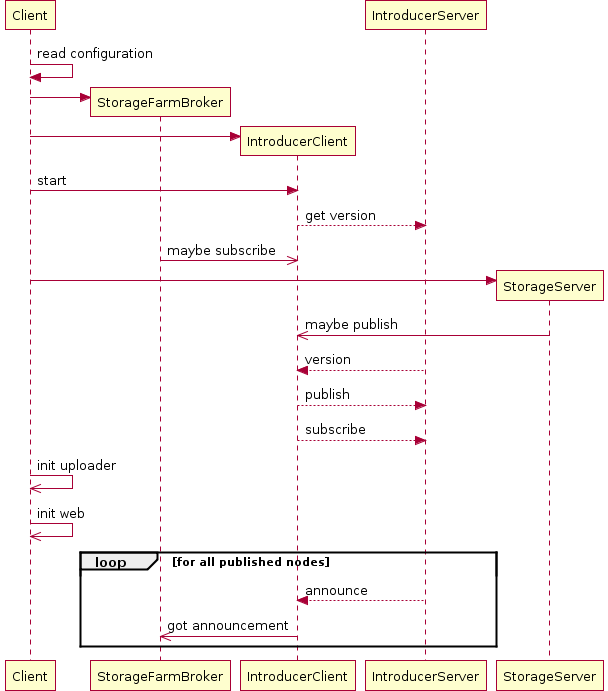 Client
IntroducerServer
read configuration
StorageFarmBroker
IntroducerClient
start
get version
maybe subscribe
StorageServer
maybe publish
version
publish
subscribe
init uploader
init web
loop [for all published nodes]
announce
got announcement
Client
StorageFarmBroker
IntroducerClient
IntroducerServer
StorageServer